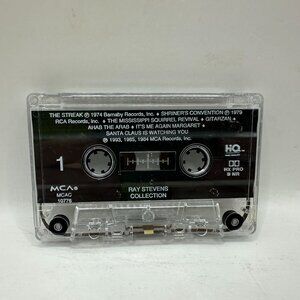 THE STREAK ℗ 1974 Barnaby Records, Inc. • SHRINER'S CONVENTION ℗ 1979
RCA Records, Inc. • THE MISSISSIPPI SQUIRREL REVIVAL • GITARZAN •
AHAB THE ARAB • IT'S ME AGAIN MARGARET •
SANTA CLAUS IS WATCHING YOU
℗ 1993, 1985, 1984 MCA Records, Inc.
1
HQ
MCA
MCAC
10776
RAY STEVENS
COLLECTION
HX PRO
B NR